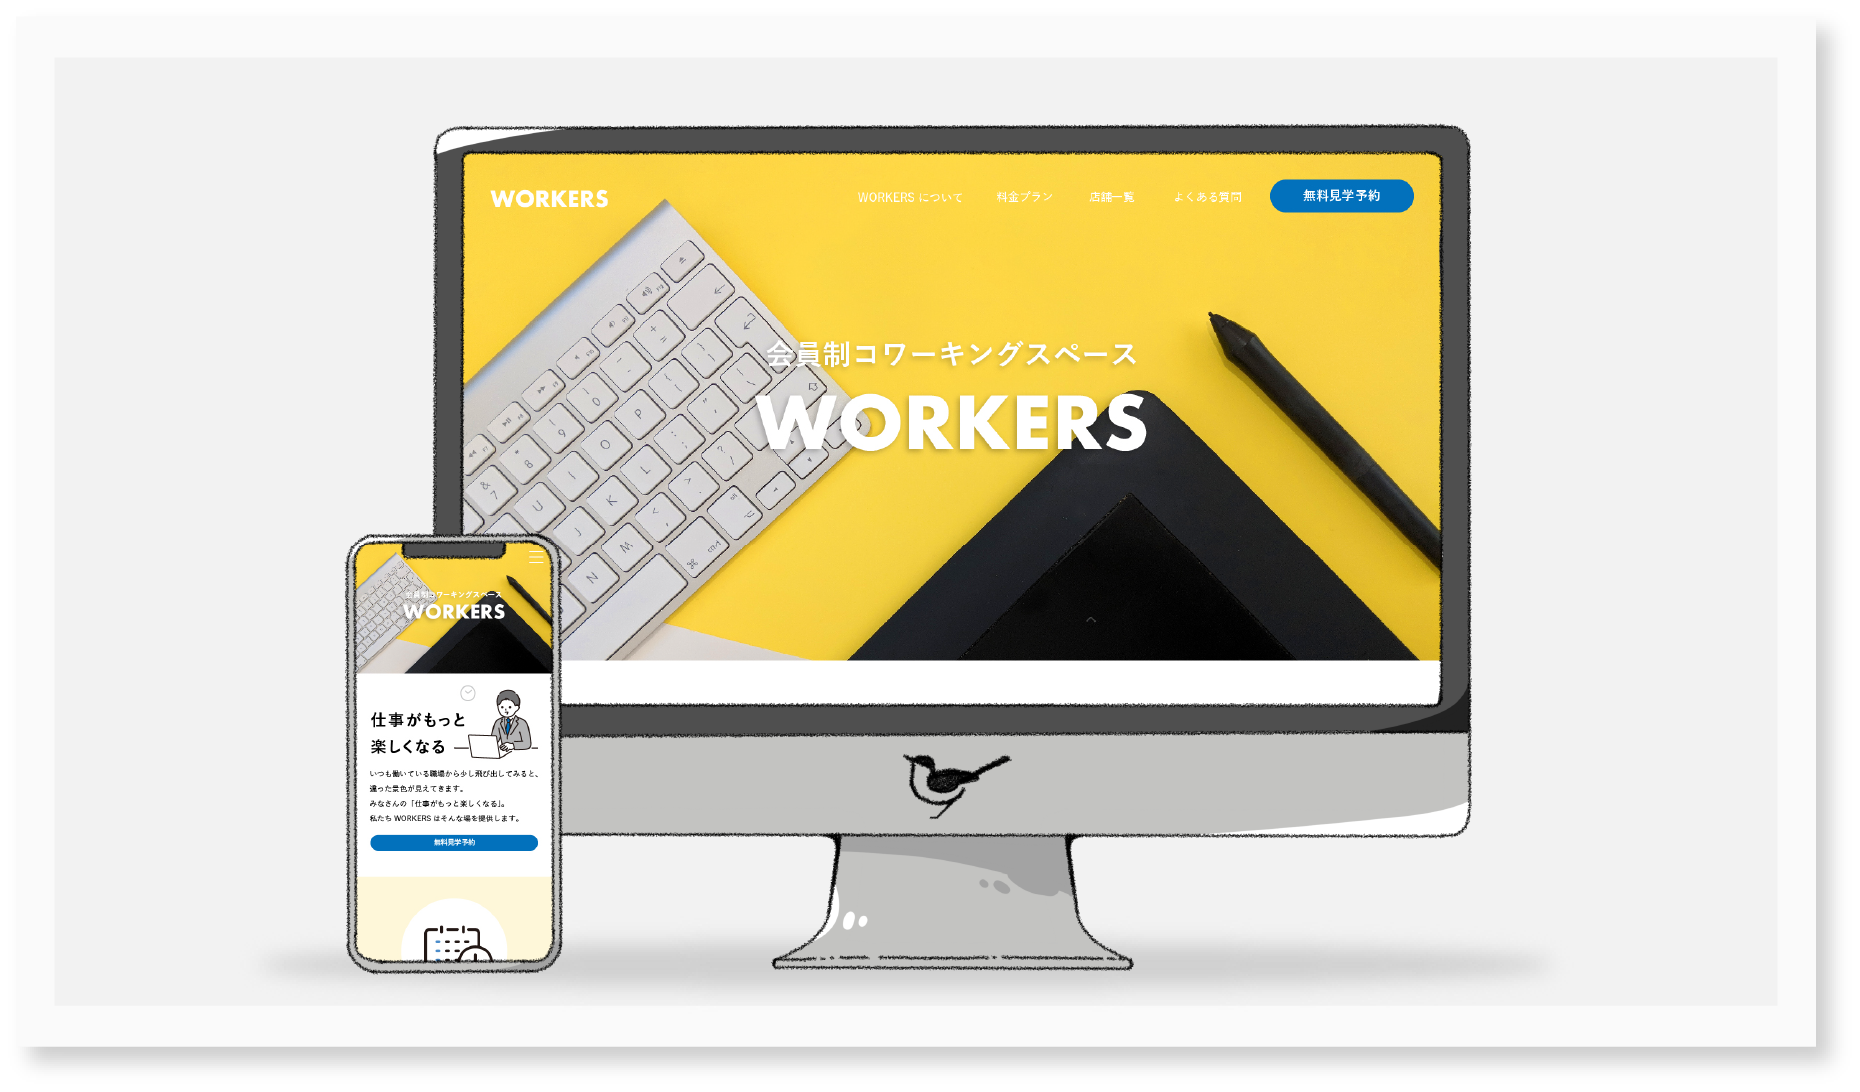 WORKERS
WORKERS について
料金プラン
店舗一覧
よくある質問
無料見学予約
会員制コワーキングスペース
WORKERS
会員制コワーキングスペース
WORKERS
仕事がもっと
楽しくなる
いつも働いている職場から少し飛び出してみると、
違った景色が見えてきます。
みなさんの「仕事がもっと楽しくなる」。
私たち WORKERS はそんな場を提供します。
無料見学予約